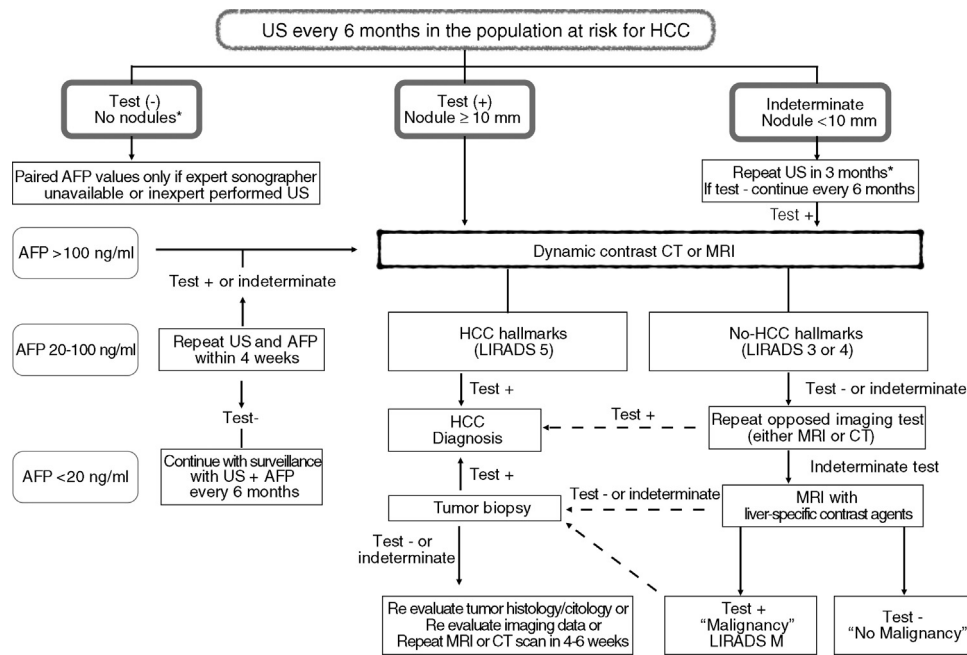 US every 6 months in the population at risk for HCC
Test (-)
No nodules*
Test (+)
Nodule ≥ 10 mm
Indeterminate
Nodule <10 mm
Paired AFP values only if expert sonographer
unavailable or inexpert performed US
Repeat US in 3 months*
If test - continue every 6 months
Test +
AFP >100 ng/ml
Dynamic contrast CT or MRI
Test + or indeterminate
AFP 20-100 ng/ml
Repeat US and AFP
within 4 weeks
HCC hallmarks
(LIRADS 5)
No-HCC hallmarks
(LIRADS 3 or 4)
Test +
Test - or indeterminate
Test-
HCC
Diagnosis
Test +
Repeat opposed imaging test
(either MRI or CT)
AFP <20 ng/ml
Continue with surveillance
with US + AFP
every 6 months
Test +
Indeterminate test
Tumor biopsy
Test - or indeterminate
MRI with
liver-specific contrast agents
Test - or
indeterminate
Re evaluate tumor histology/citology or
Re evaluate imaging data or
Repeat MRI or CT scan in 4-6 weeks
Test +
“Malignancy”
LIRADS M
Test -
“No Malignancy”